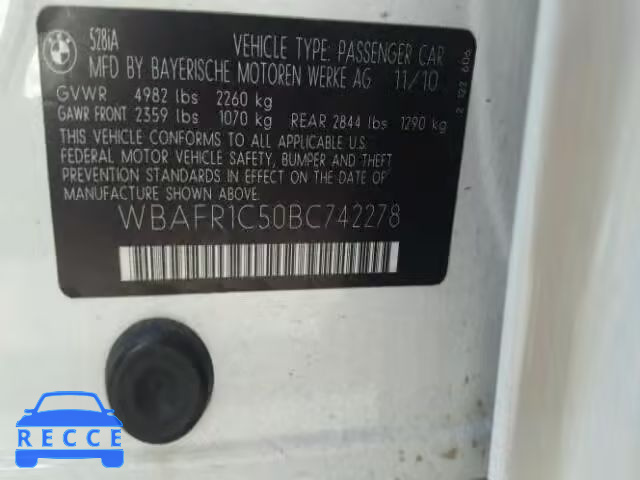 BMW
528iA
VEHICLE TYPE: PASSENGER CAR
MFD BY BAYERISCHE MOTOREN WERKE AG 11/10
GVWR 4982 lbs 2260 kg
GAWR FRONT 2359 lbs 1070 kg REAR 2844 lbs 1290 kg
THIS VEHICLE CONFORMS TO ALL APPLICABLE U.S.
FEDERAL MOTOR VEHICLE SAFETY, BUMPER AND THEFT
PREVENTION STANDARDS IN EFFECT ON THE DATE OF
MANUFACTURE SHOWN ABOVE.
WBAFR1C50BC742278
RECCE